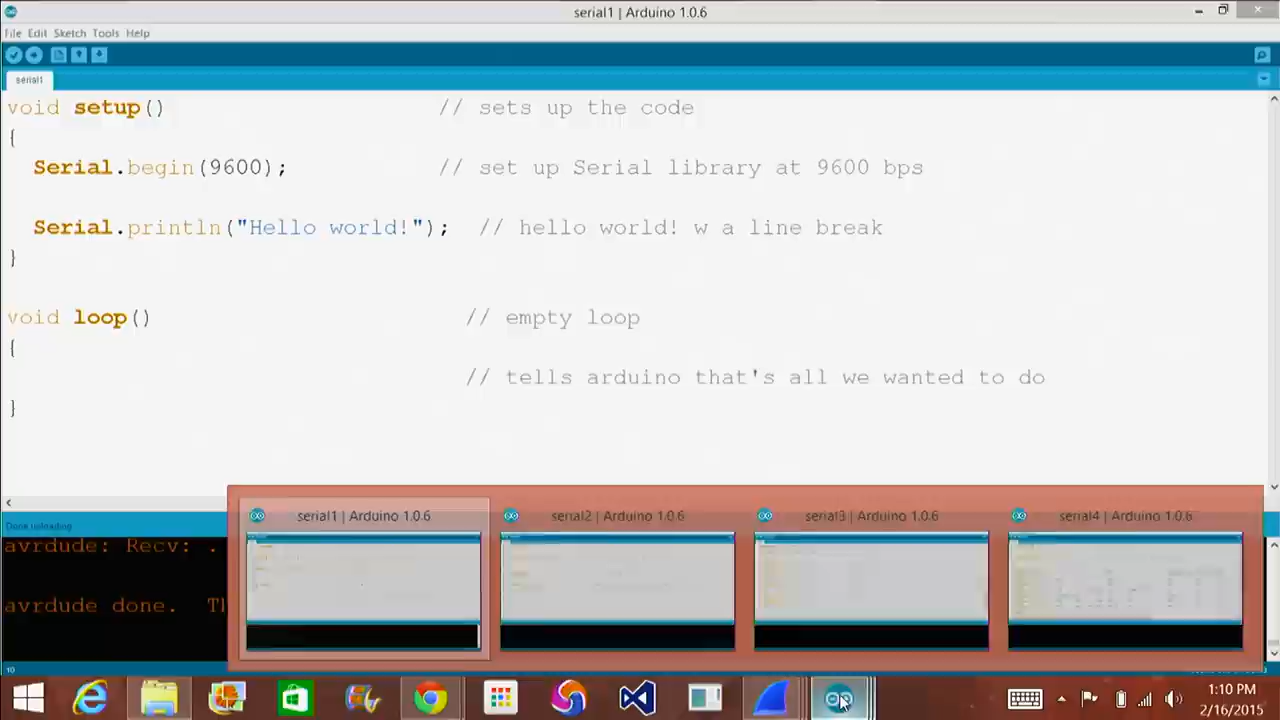 serial1 | Arduino 1.0.6
File Edit Sketch Tools Help
serial1
void setup() // sets up the code
{
Serial.begin(9600); // set up Serial library at 9600 bps
Serial.println("Hello world!"); // hello world! w a line break
}
void loop() // empty loop
{
// tells arduino that's all we wanted to do
}
Done uploading
avrdude: Recv: .
avrdude done. Th
serial1 | Arduino 1.0.6
serial2 | Arduino 1.0.6
serial3 | Arduino 1.0.6
serial4 | Arduino 1.0.6
10
1:10 PM
2/16/2015